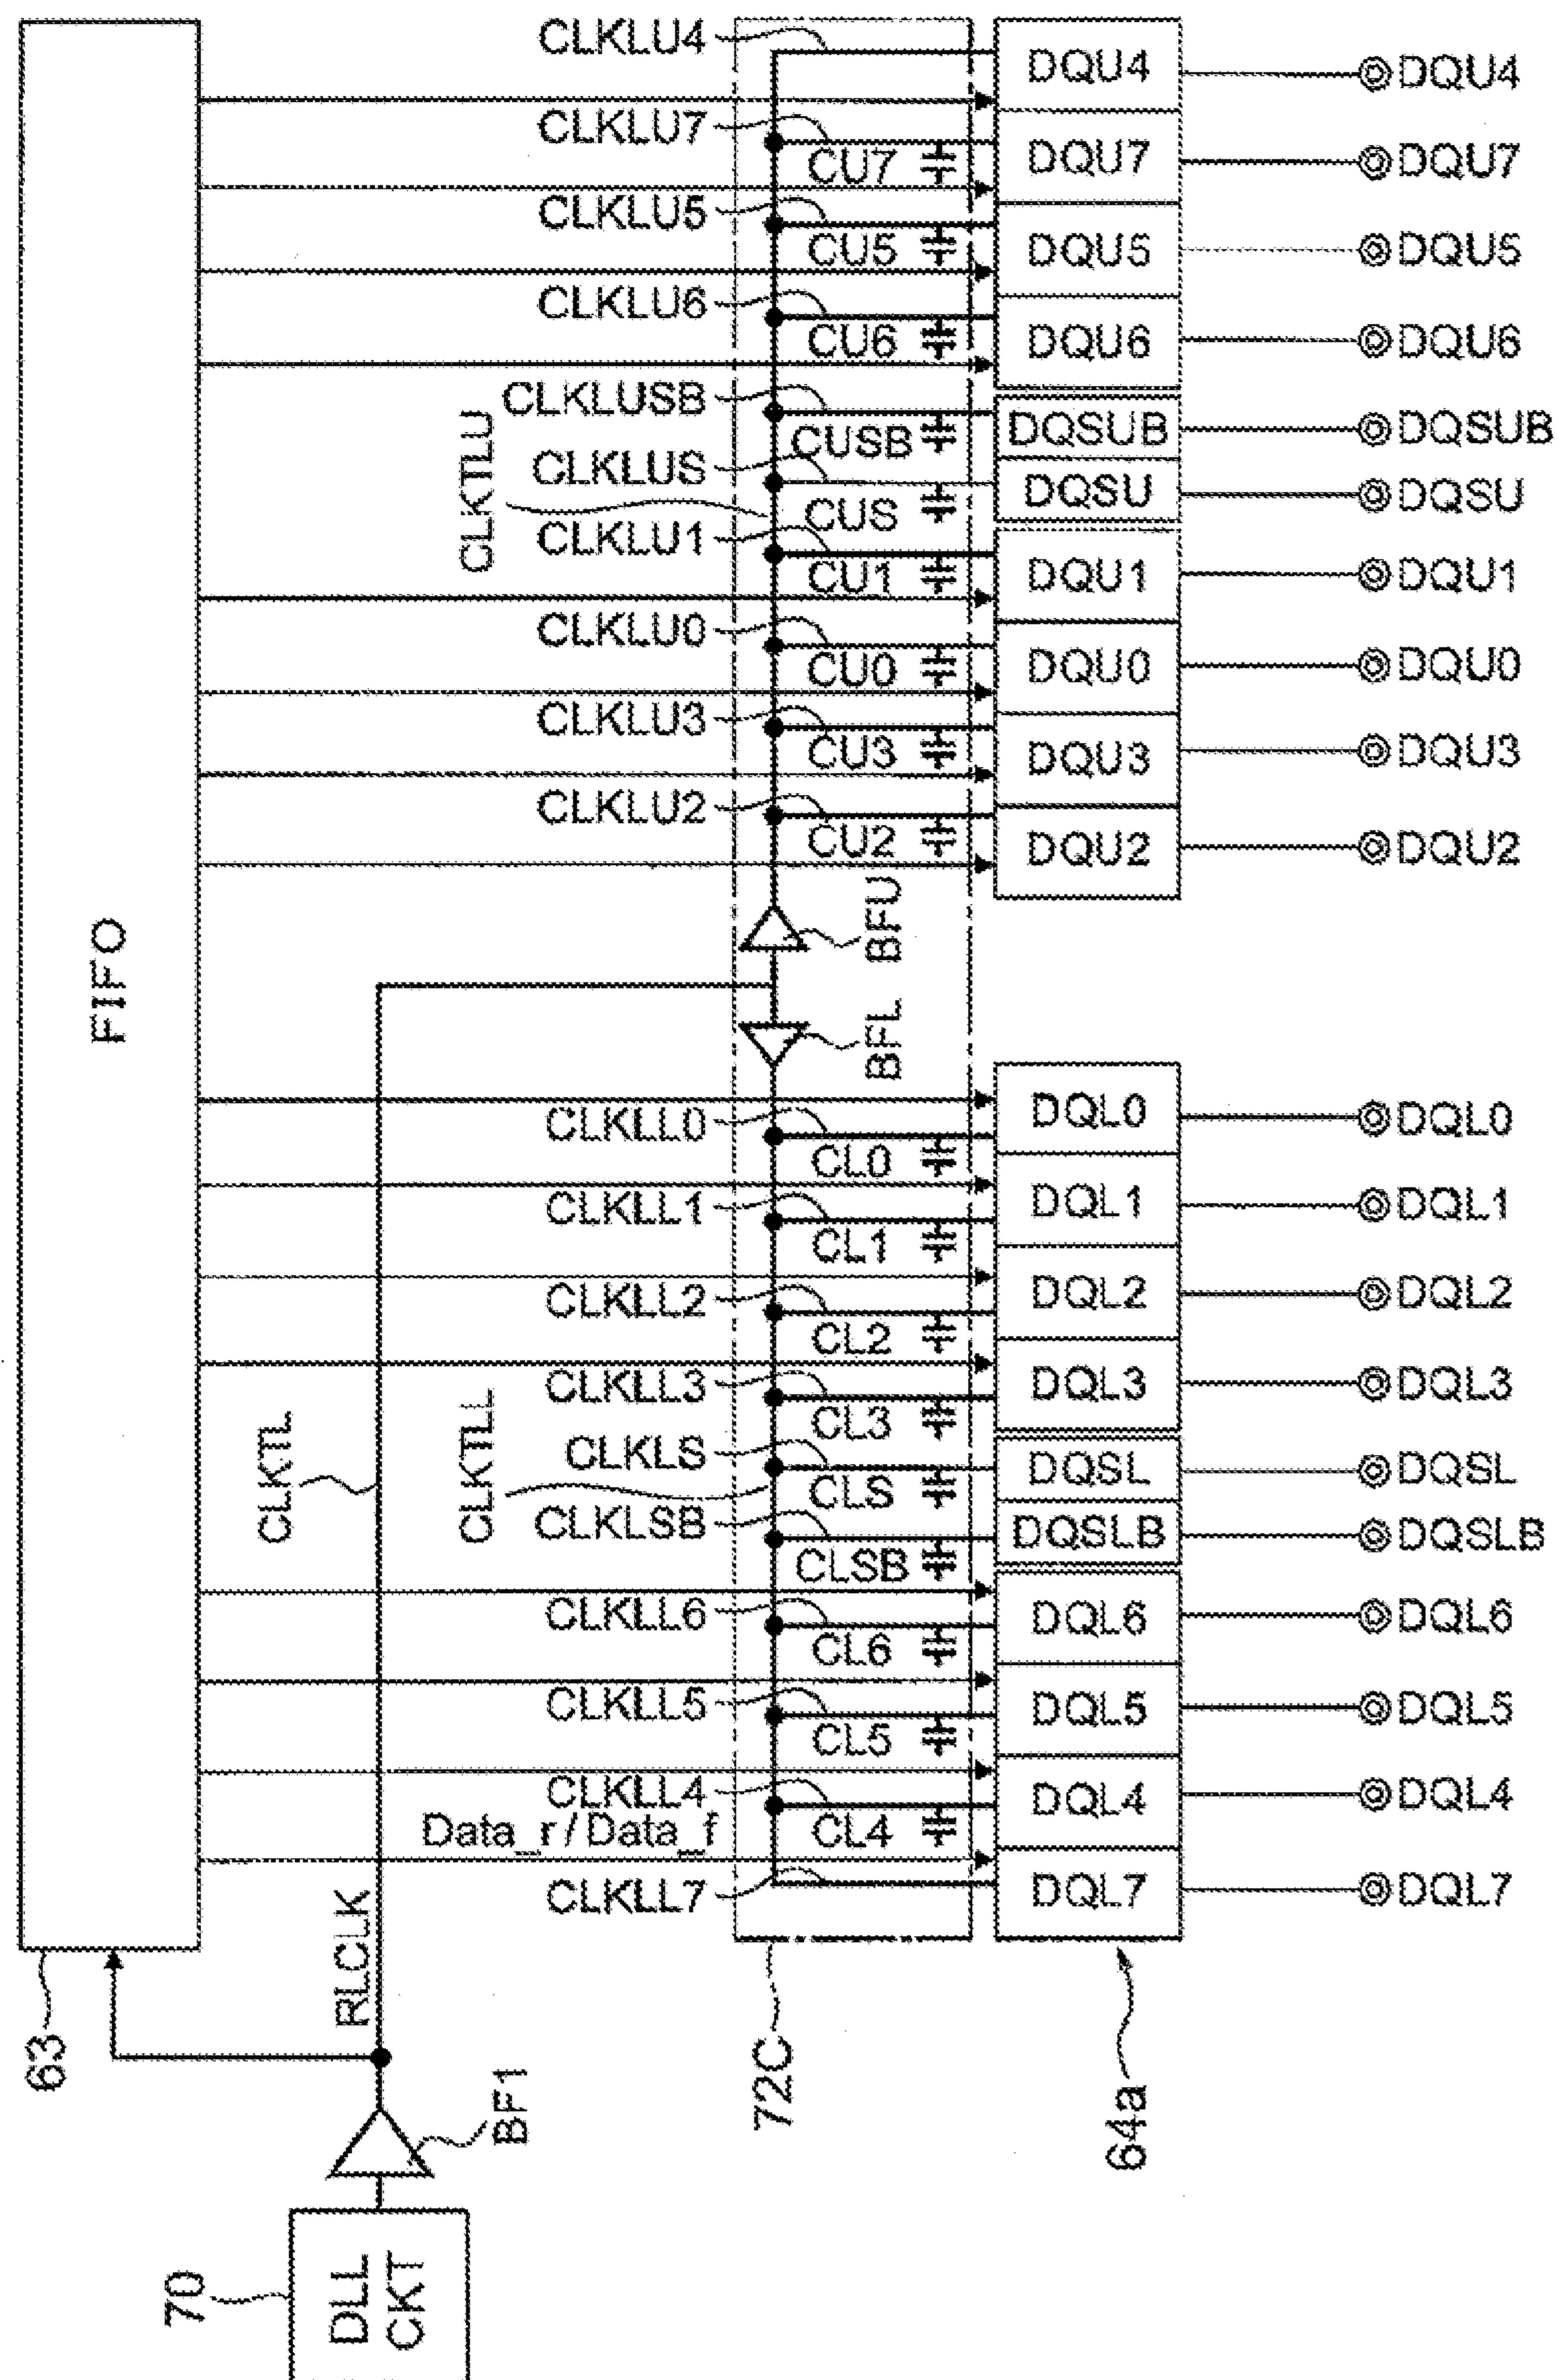 CLKLU4
DQU4
DQU4
CLKLU7
CU7
DQU7
DQU7
CLKLU5
CU5
DQU5
DQU5
CLKLU6
CU6
DQU6
DQU6
CLKLUSB
CUSB
DQSUB
DQSUB
CLKTLU
CLKLUS
CUS
DQSU
DQSU
CLKLU1
CU1
DQU1
DQU1
CLKLU0
CU0
DQU0
DQU0
CLKLU3
CU3
DQU3
DQU3
CLKLU2
CU2
DQU2
DQU2
FIFO
BFU
BFL
CLKLL0
CL0
DQL0
DQL0
CLKLL1
CL1
DQL1
DQL1
CLKLL2
CL2
DQL2
DQL2
CLKLL3
CL3
DQL3
DQL3
CLKTL
CLKTLL
CLKLS
CLS
DQSL
DQSL
CLKLSB
CLSB
DQSLB
DQSLB
CLKLL6
CL6
DQL6
DQL6
CLKLL5
CL5
DQL5
DQL5
CLKLL4
CL4
DQL4
DQL4
Data_r / Data_f
CLKLL7
DQL7
DQL7
RLCLK
63
BF1
72C
64a
70
DLL
CKT